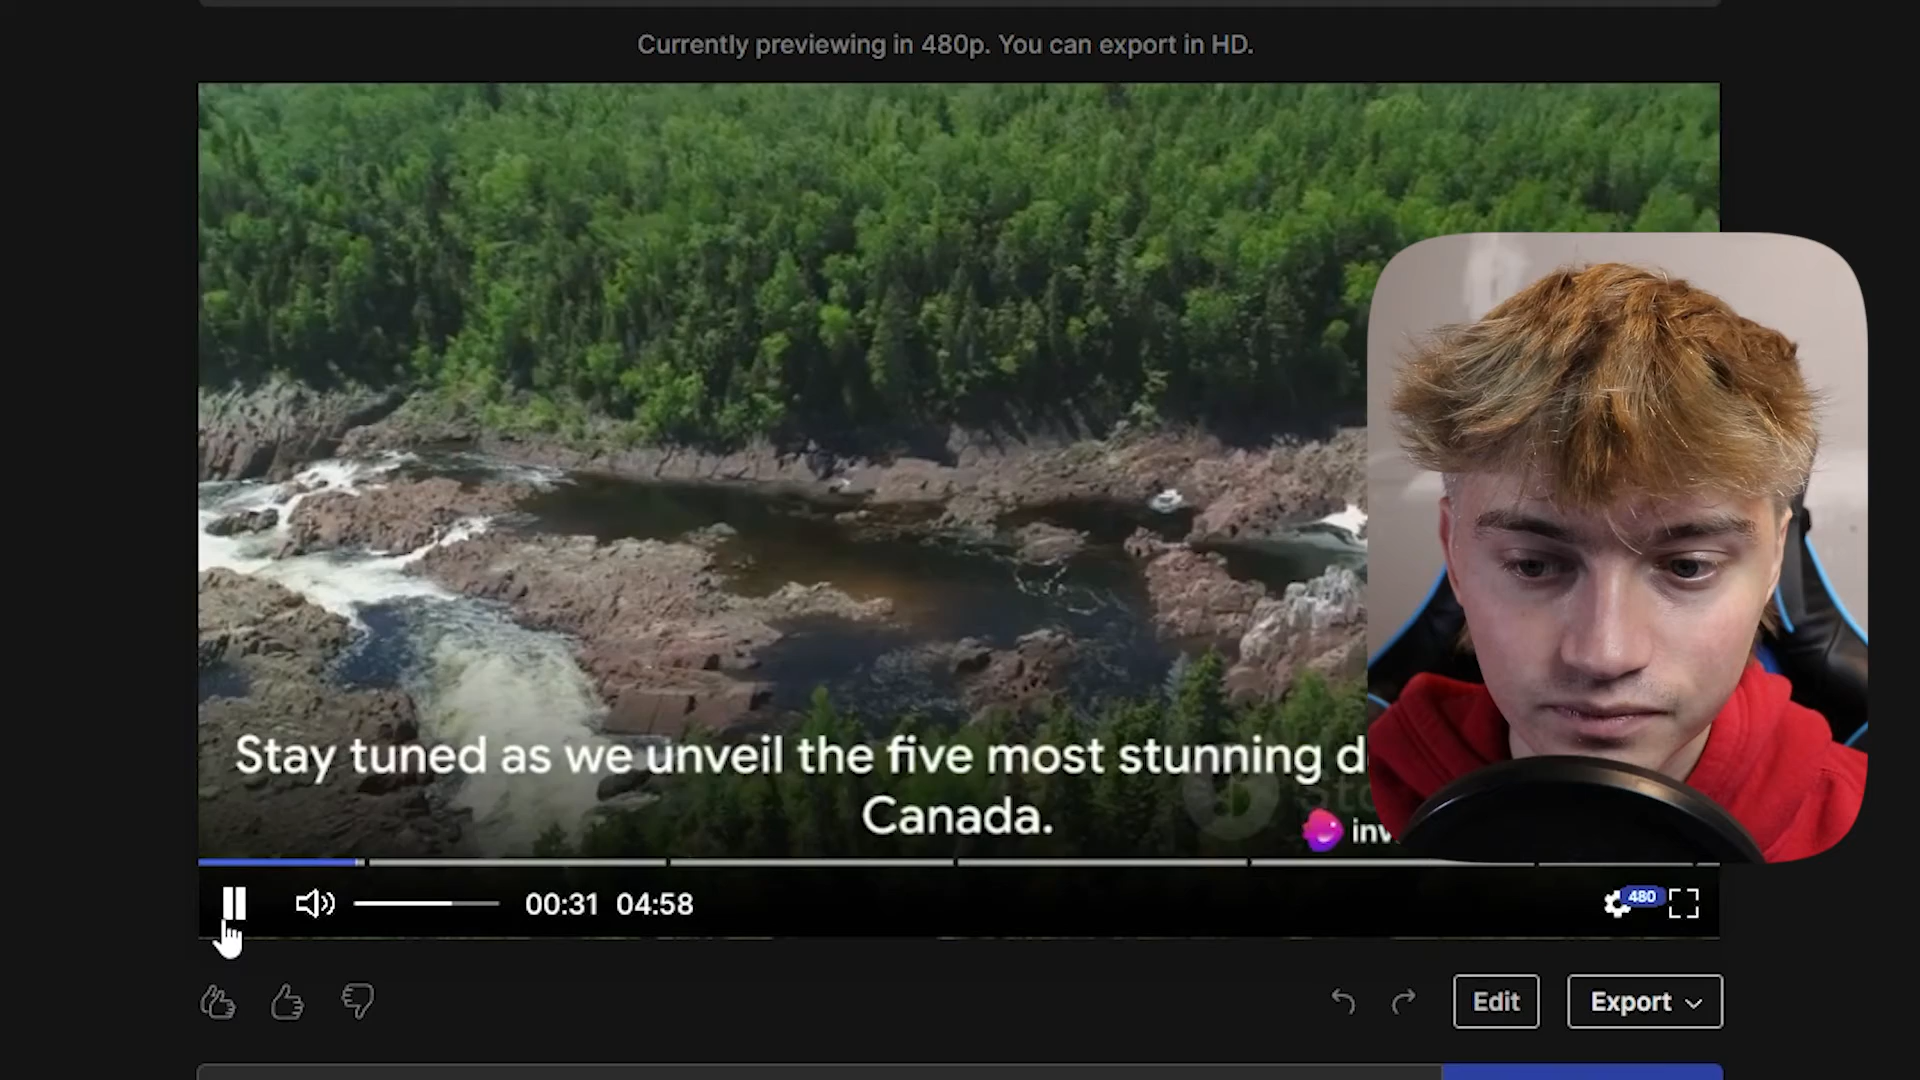 Currently previewing in 480p. You can export in HD.
Stay tuned as we unveil the five most stunning
Canada.
00:31 04:58
480
Edit
Export